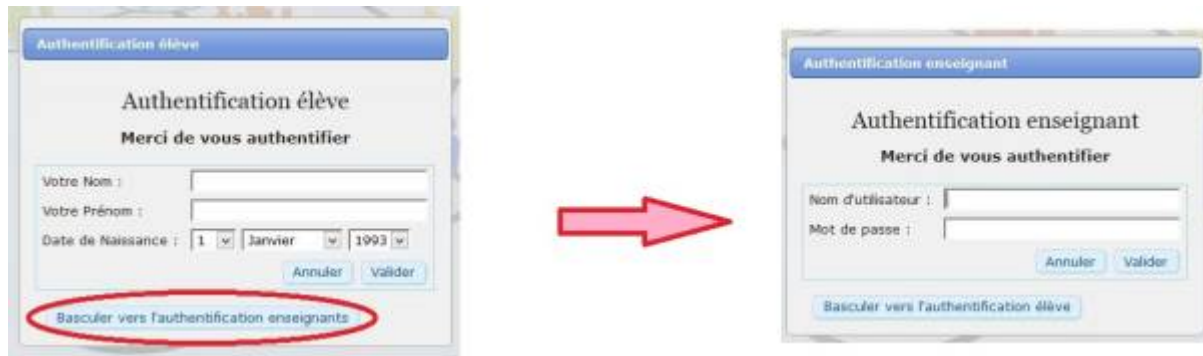 Authentification élève
Authentification élève
Merci de vous authentifier
Votre Nom :
Votre Prénom :
Date de Naissance : 1 Janvier 1993
Annuler Valider
Basculer vers l'authentification enseignants
Authentification enseignant
Authentification enseignant
Merci de vous authentifier
Nom d'utilisateur :
Mot de passe :
Annuler Valider
Basculer vers l'authentification élève